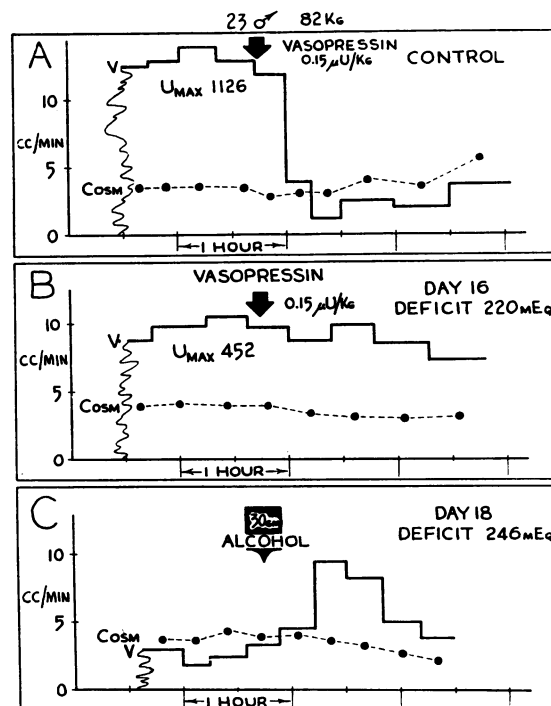 23 ♂ 82KG
A
VASOPRESSIN
0.15 µU/KG
CONTROL
V
UMAX 1126
10
CC/MIN
5
COSM
0
1 HOUR
VASOPRESSIN
B
0.15 µU/KG
DAY 16
DEFICIT 220 mEq
10
V
UMAX 452
CC/MIN
5
COSM
0
1 HOUR
C
30
ALCOHOL
DAY 18
DEFICIT 246 mEq
10
CC/MIN
5
COSM
V
0
1 HOUR